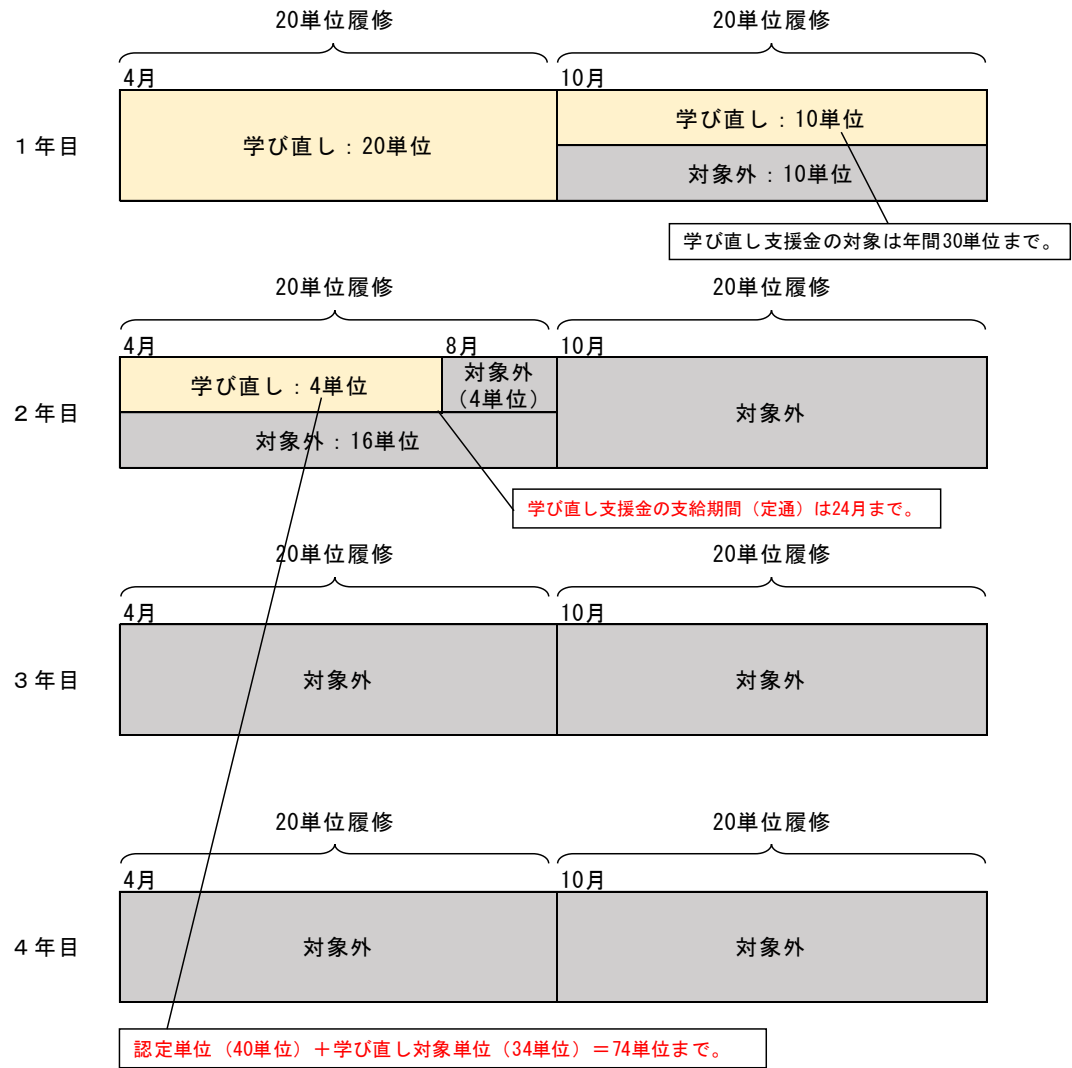 20単位履修
20単位履修
4月
10月
1年目
学び直し:20単位
学び直し:10単位
対象外:10単位
学び直し支援金の対象は年間30単位まで。
20単位履修
20単位履修
4月
8月
10月
2年目
学び直し:4単位
対象外
(4単位)
対象外:16単位
対象外
学び直し支援金の支給期間(定通)は24月まで。
20単位履修
20単位履修
4月
10月
3年目
対象外
対象外
20単位履修
20単位履修
4月
10月
4年目
対象外
対象外
認定単位(40単位)+学び直し対象単位(34単位)=74単位まで。